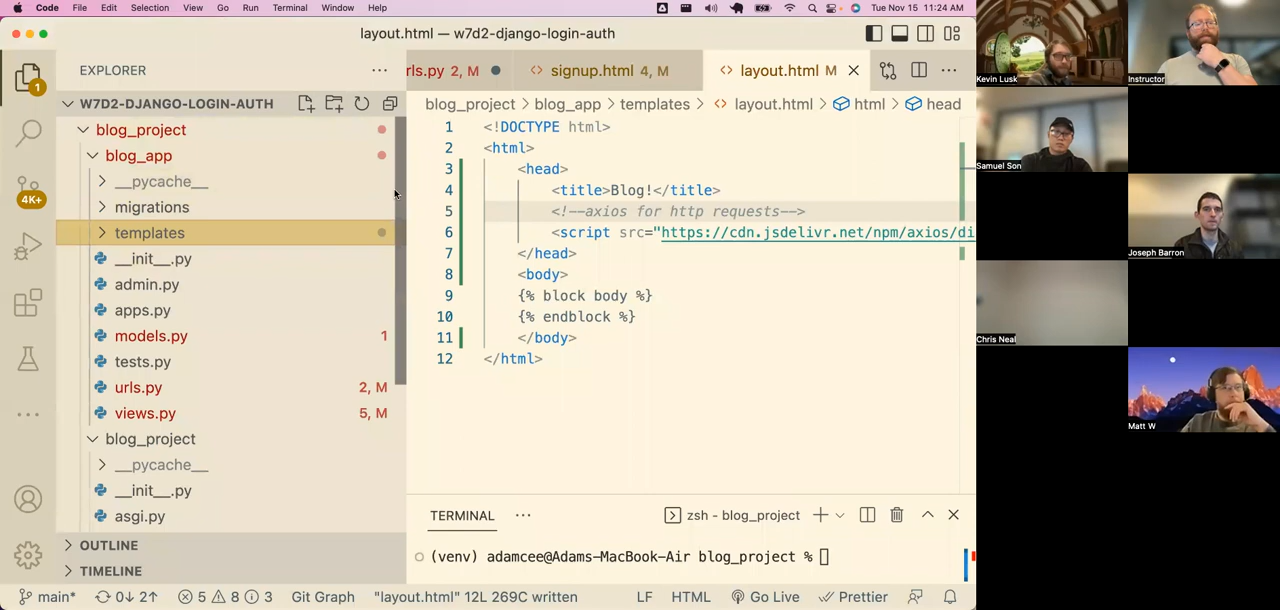 Code File Edit Selection View Go Run Terminal Window Help Tue Nov 15 11:24 AM
layout.html — w7d2-django-login-auth
EXPLORER
W7D2-DJANGO-LOGIN-AUTH
blog_project
blog_app
__pycache__
migrations
templates
__init__.py
admin.py
apps.py
models.py 1
tests.py
urls.py 2, M
views.py 5, M
blog_project
__pycache__
__init__.py
asgi.py
OUTLINE
TIMELINE
1
4K+
rls.py 2, M signup.html 4, M layout.html M
blog_project > blog_app > templates > layout.html > html > head
1 <!DOCTYPE html>
2 <html>
3 <head>
4 <title>Blog!</title>
5 <!--axios for http requests-->
6 <script src="https://cdn.jsdelivr.net/npm/axios/di
7 </head>
8 <body>
9 {% block body %}
10 {% endblock %}
11 </body>
12 </html>
TERMINAL zsh - blog_project
(venv) adamcee@Adams-MacBook-Air blog_project %
main* 0↓ 2↑ 5 8 3 Git Graph "layout.html" 12L 269C written LF HTML Go Live Prettier
Kevin Lusk
Instructor
Samuel Son
Joseph Barron
Chris Neal
Matt W